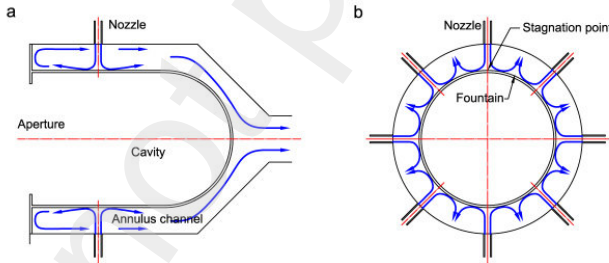 a
Nozzle
Aperture
Cavity
Annulus channel
b
Nozzle
Stagnation point
Fountain